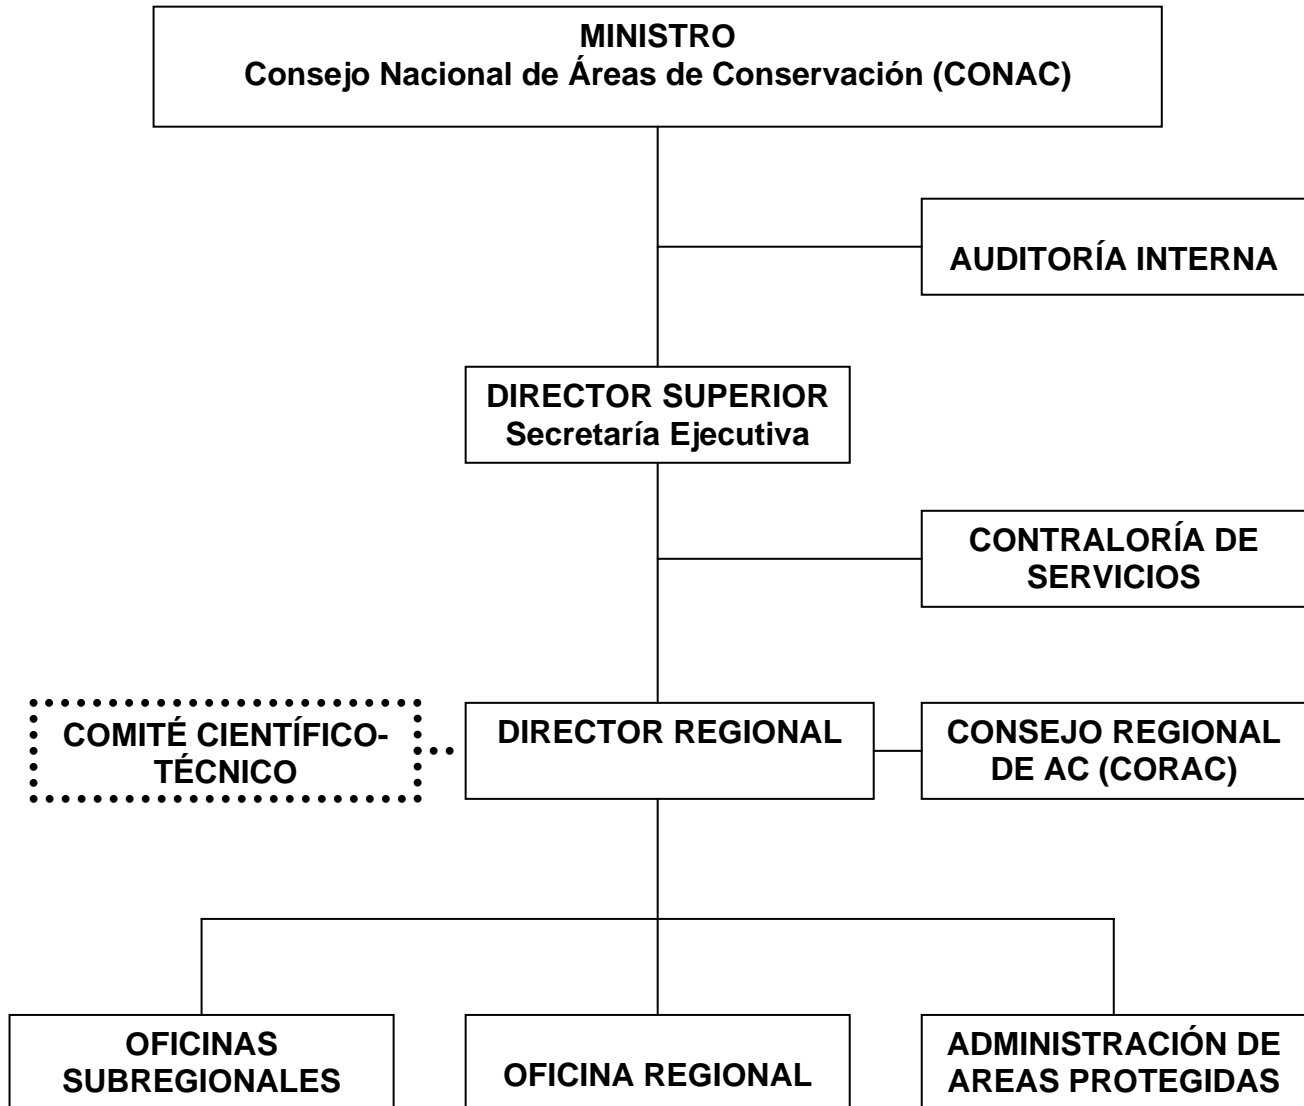 MINISTRO
Consejo Nacional de Áreas de Conservación (CONAC)
AUDITORÍA INTERNA
DIRECTOR SUPERIOR
Secretaría Ejecutiva
CONTRALORÍA DE
SERVICIOS
COMITÉ CIENTÍFICO-
TÉCNICO
DIRECTOR REGIONAL
CONSEJO REGIONAL
DE AC (CORAC)
OFICINAS
SUBREGIONALES
OFICINA REGIONAL
ADMINISTRACIÓN DE
AREAS PROTEGIDAS